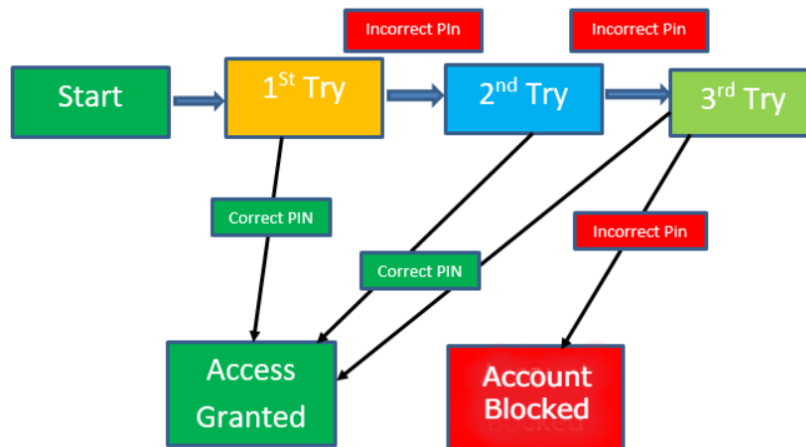 Incorrect PIn
Incorrect Pin
Start
1St Try
2nd Try
3rd Try
Correct PIN
Incorrect Pin
Correct PIN
Access
Granted
Account
Blocked